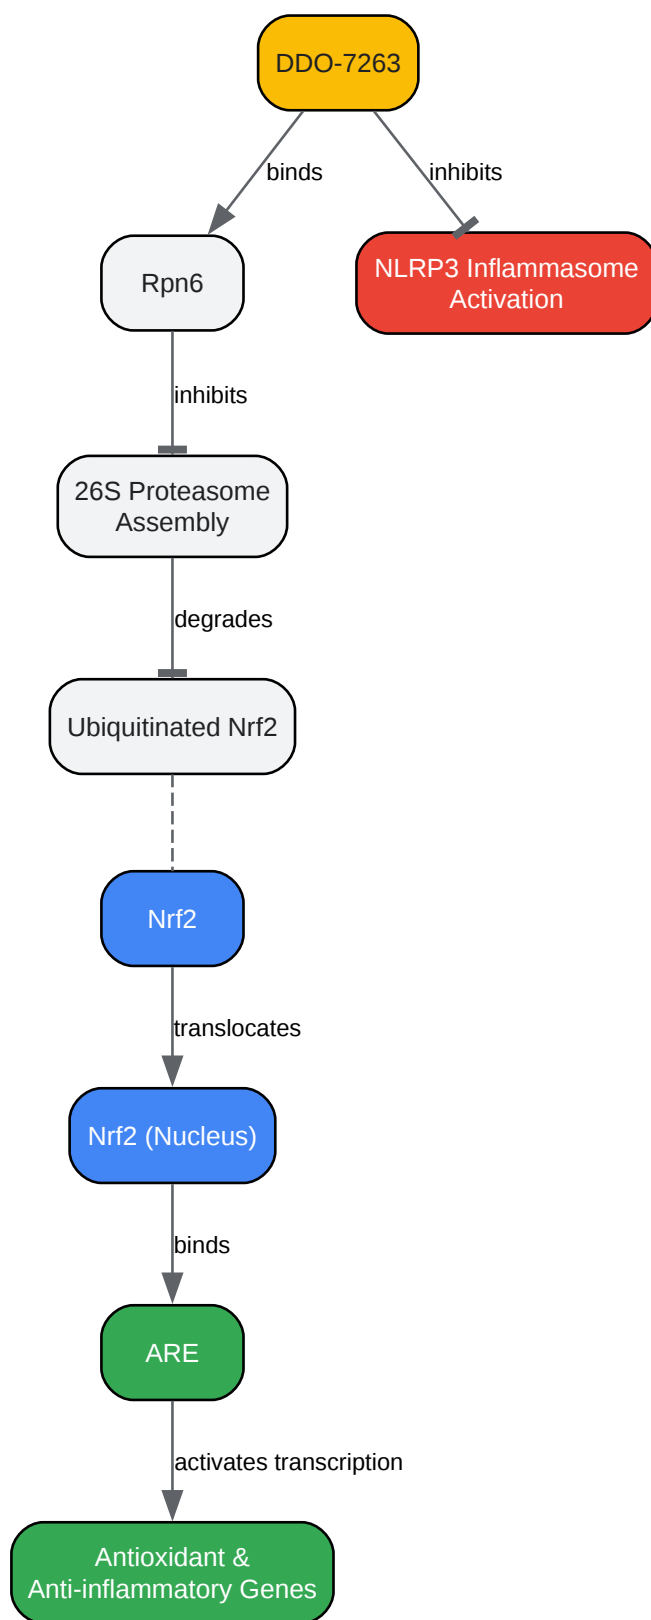 DDO-7263
binds
inhibits
Rpn6
NLRP3 Inflammasome
Activation
inhibits
26S Proteasome
Assembly
degrades
Ubiquitinated Nrf2
Nrf2
translocates
Nrf2 (Nucleus)
binds
ARE
activates transcription
Antioxidant &
Anti-inflammatory Genes